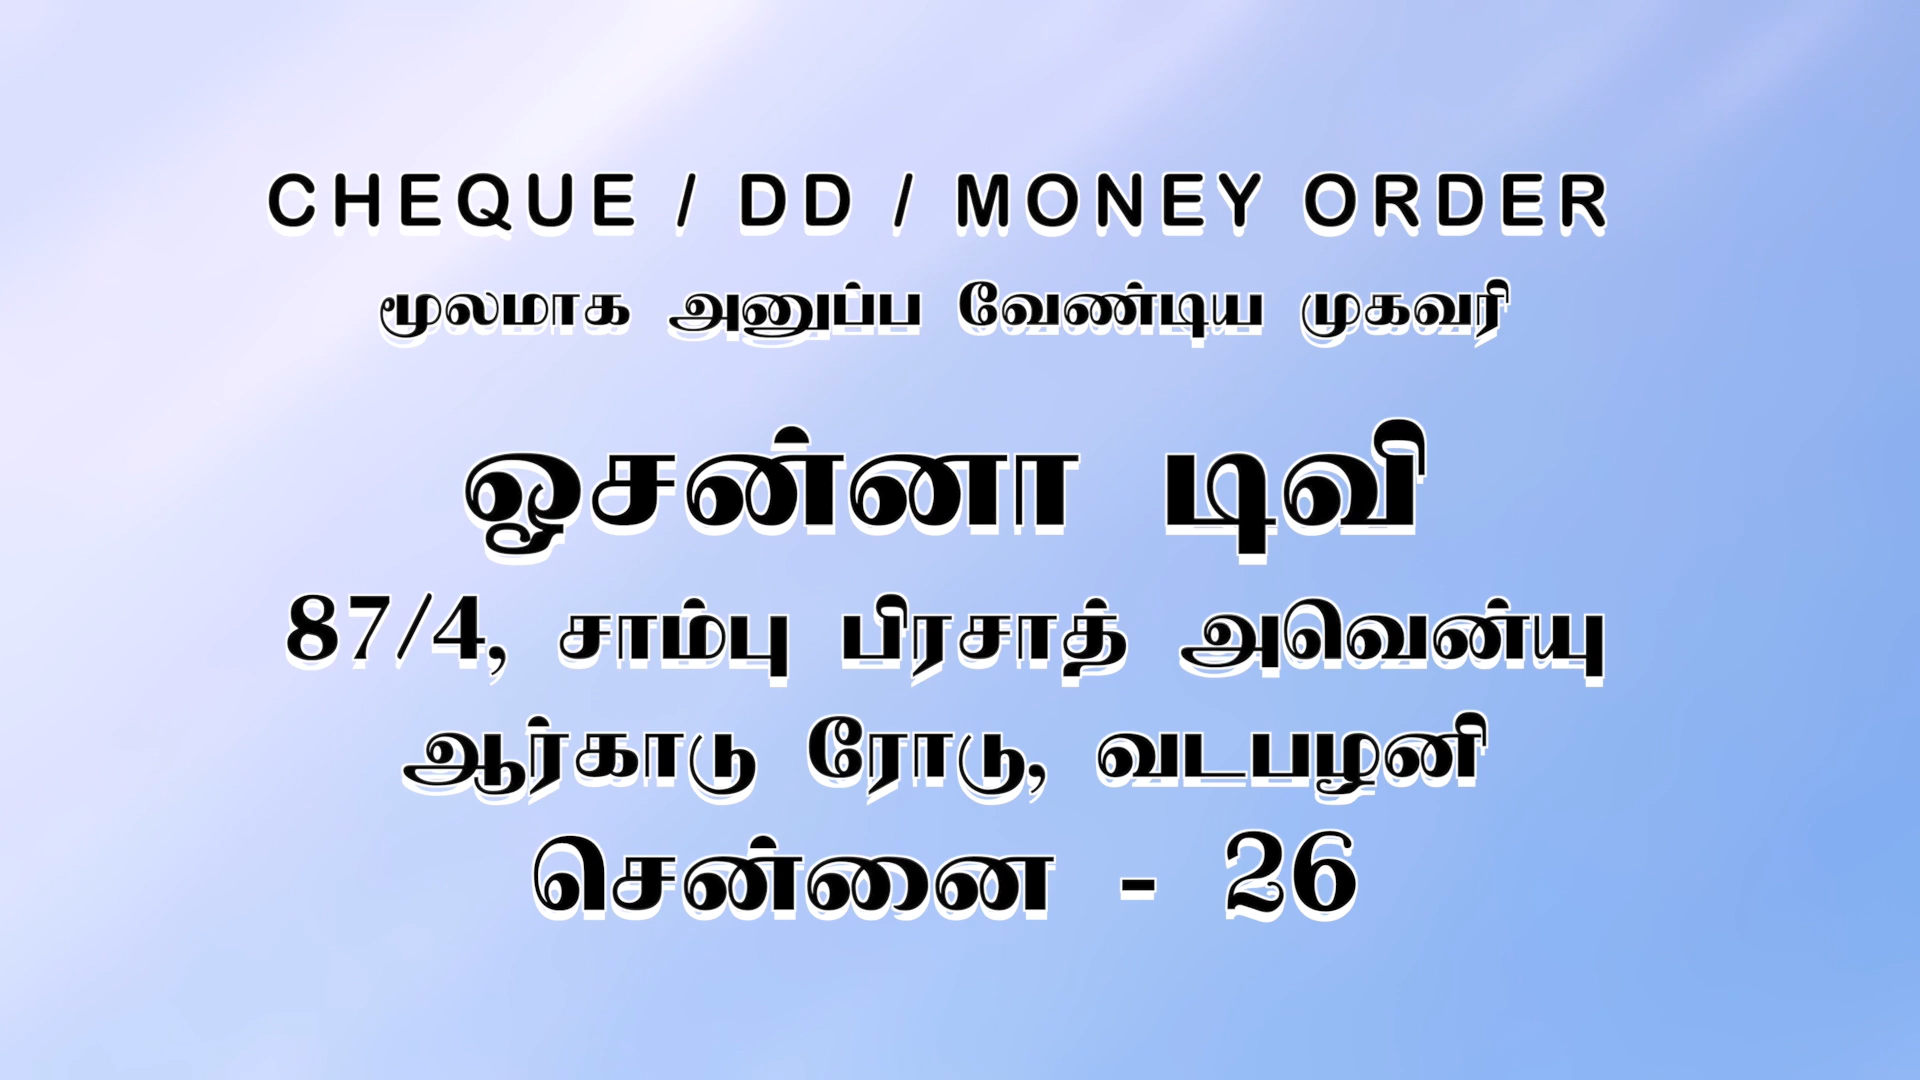 CHEQUE / DD / MONEY ORDER
மூலமாக அனுப்ப வேண்டிய முகவரி
ஓசன்னா டிவி
87/4, சாம்பு பிரசாத் அவென்யு
ஆர்காடு ரோடு, வடபழனி
சென்னை - 26